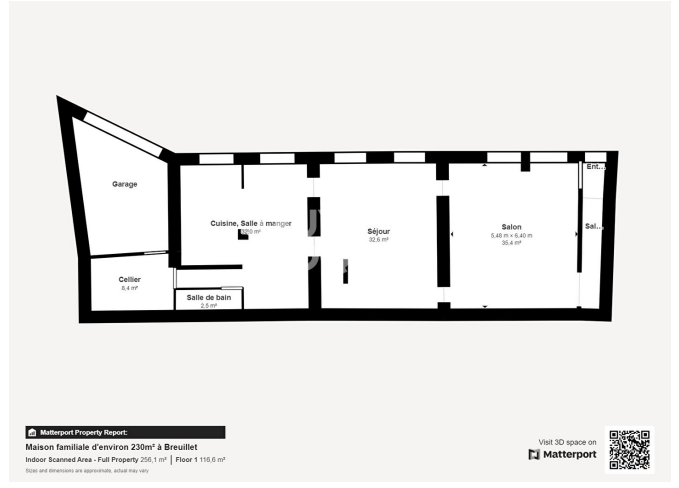 Garage
Ent...
Cuisine, Salle à manger
Séjour
32,6 m²
Salon
5,48 m × 6,40 m
35,4 m²
Sal...
Cellier
8,4 m²
Salle de bain
2,5 m²
Matterport Property Report:
Maison familiale d'environ 230m² à Breuillet
Indoor Scanned Area - Full Property 256,1 m² | Floor 1 116,6 m²
Sizes and dimensions are approximate, actual may vary.
Visit 3D space on
Matterport